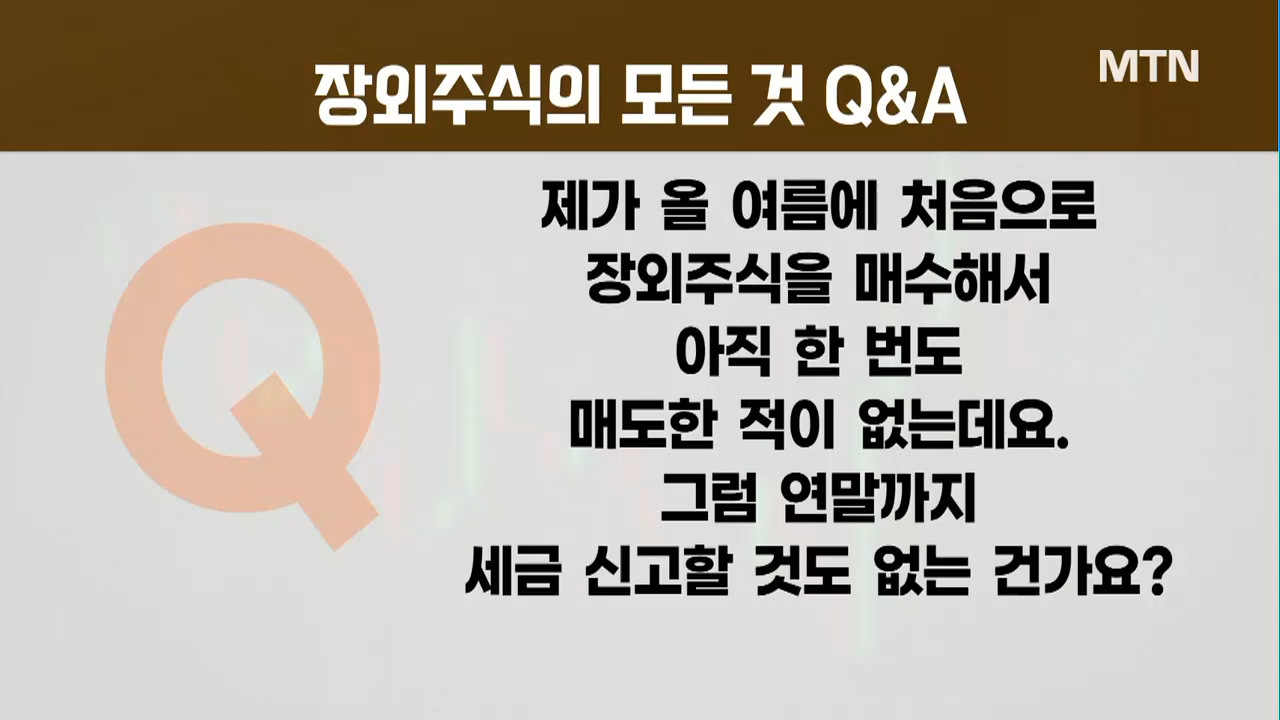 장외주식의 모든 것 Q&A
MTN
Q
제가 올 여름에 처음으로
장외주식을 매수해서
아직 한 번도
매도한 적이 없는데요.
그럼 연말까지
세금 신고할 것도 없는 건가요?